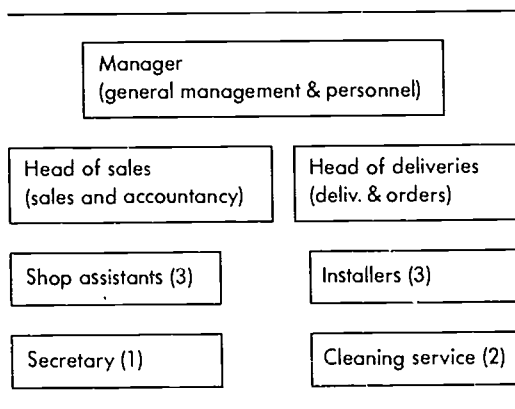 Manager
(general management & personnel)
Head of sales
(sales and accountancy)
Head of deliveries
(deliv. & orders)
Shop assistants (3)
Installers (3)
Secretary (1)
Cleaning service (2)